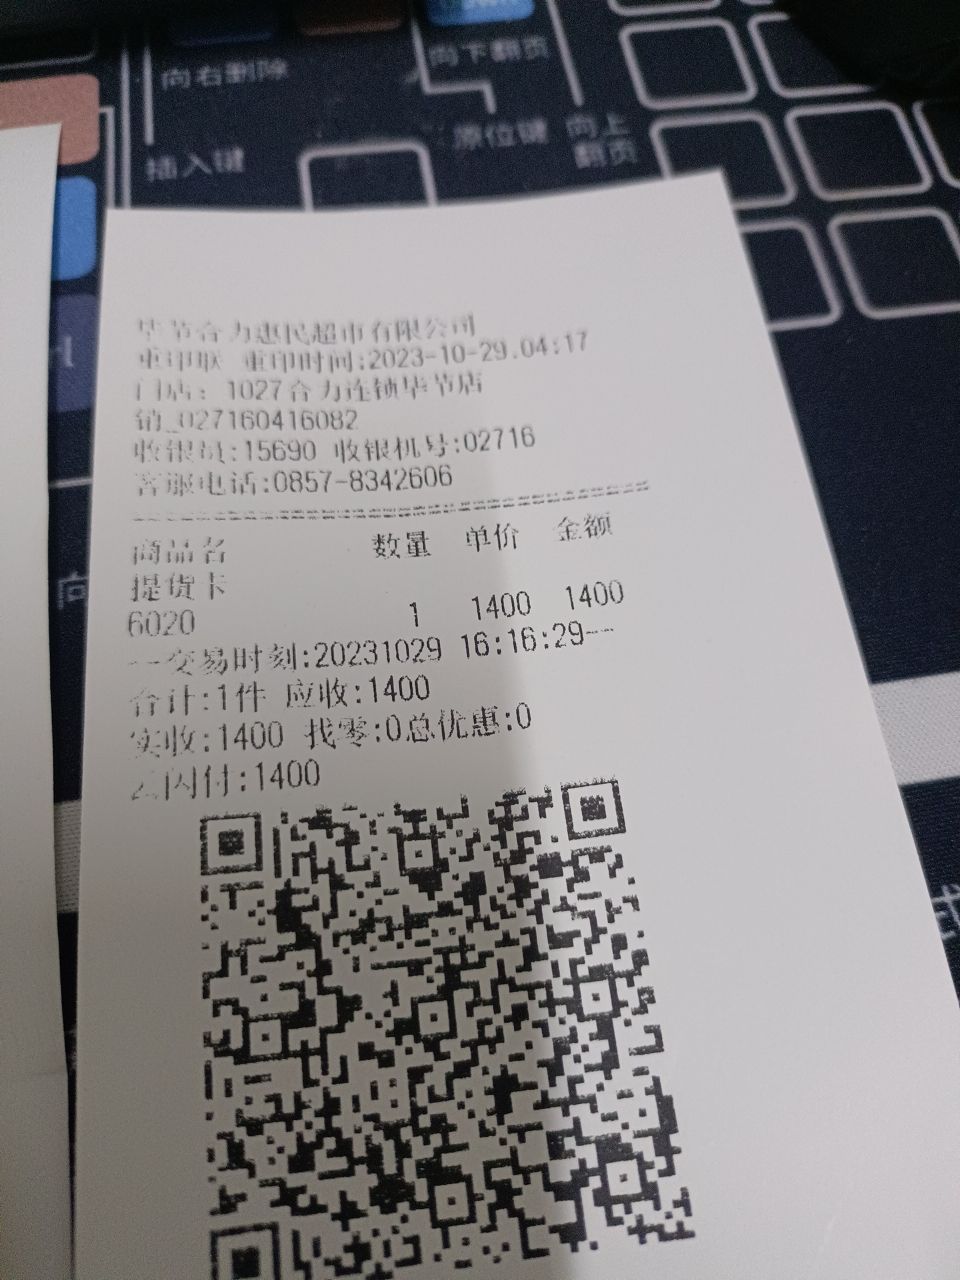 向右删除
向下翻页
插入键
原位键
向上
翻页
毕节合力惠民超市有限公司
重印联 重印时间:2023-10-29.04:17
门店: 1027合力连锁毕节店
销_027160416082
收银员:15690 收银机号:02716
客服电话:0857-8342606
商品名 数量 单价 金额
提货卡
6020 1 1400 1400
--交易时刻:20231029 16:16:29--
合计:1件 应收:1400
实收:1400 找零:0总优惠:0
云闪付:1400
向